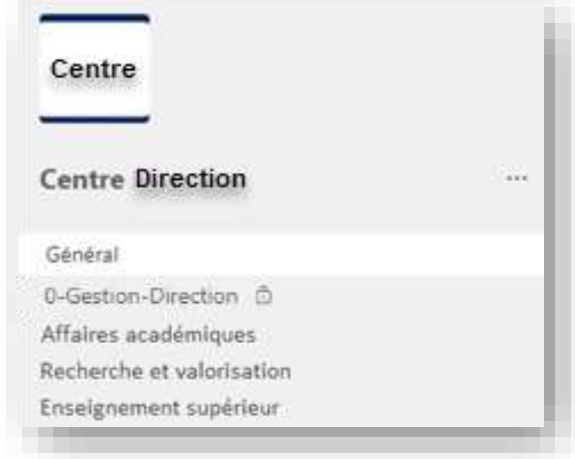 Centre
Centre Direction
...
Général
0-Gestion-Direction
Affaires académiques
Recherche et valorisation
Enseignement supérieur